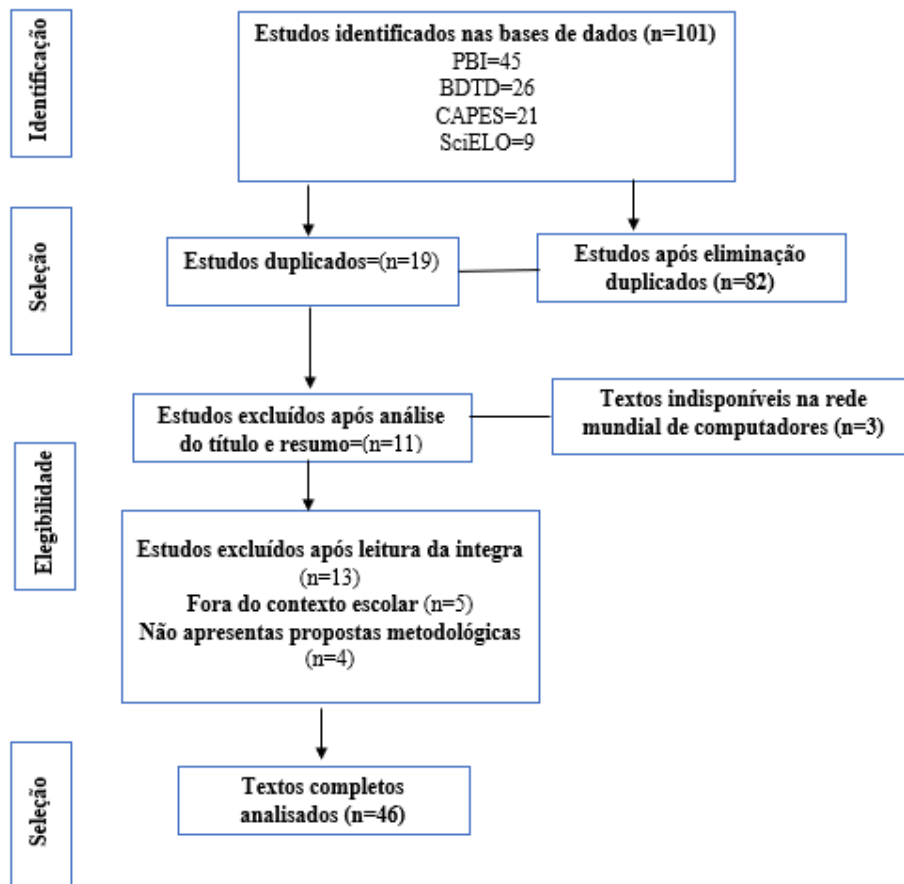 Identificação
Estudos identificados nas bases de dados (n=101)
PBI=45
BDTD=26
CAPES=21
SciELO=9
Seleção
Estudos duplicados=(n=19)
Estudos após eliminação
duplicados (n=82)
Elegibilidade
Estudos excluídos após análise
do título e resumo=(n=11)
Textos indisponíveis na rede
mundial de computadores (n=3)
Estudos excluídos após leitura da integra
(n=13)
Fora do contexto escolar (n=5)
Não apresentas propostas metodológicas
(n=4)
Seleção
Textos completos
analisados (n=46)